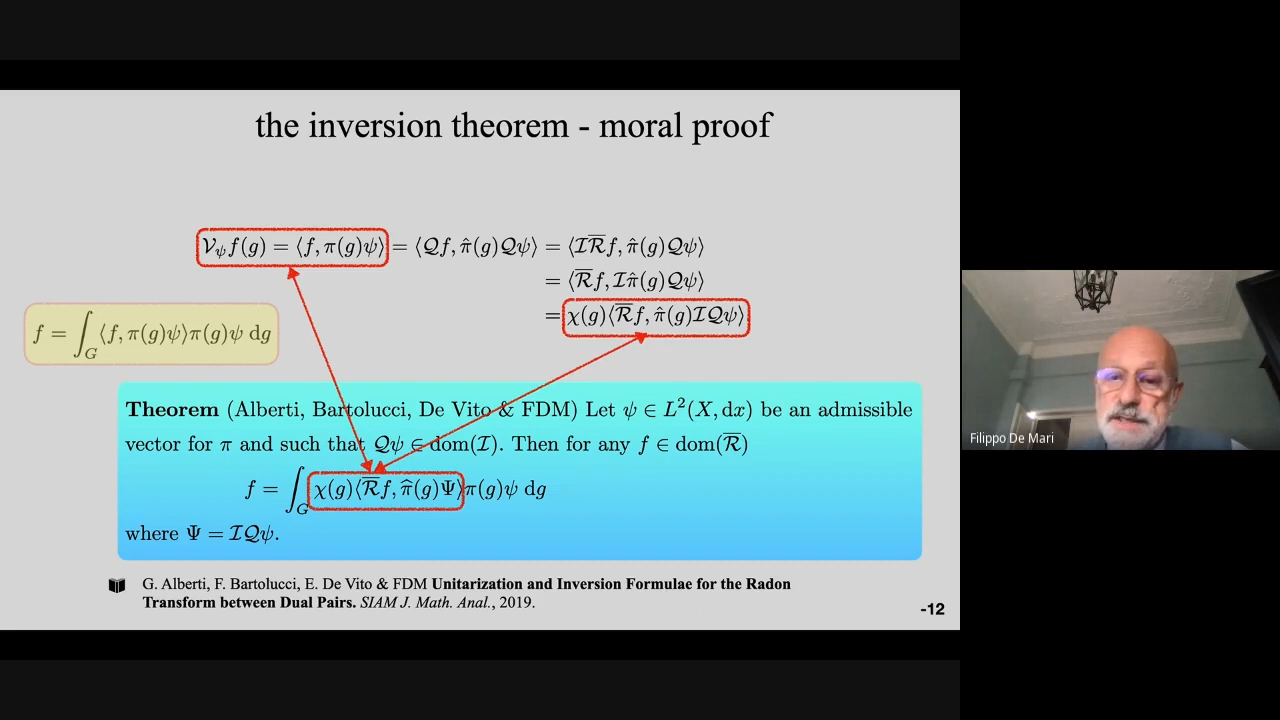 the inversion theorem - moral proof
𝒱_ψ f(g) = ⟨f, π(g)ψ⟩ = ⟨𝒬f, π̂(g)𝒬ψ⟩ = ⟨ℐℛ̅f, π̂(g)𝒬ψ⟩
= ⟨ℛ̅f, ℐπ̂(g)𝒬ψ⟩
= χ(g)⟨ℛ̅f, π̂(g)ℐ𝒬ψ⟩
f = ∫_G ⟨f, π(g)ψ⟩π(g)ψ dg
Theorem (Alberti, Bartolucci, De Vito & FDM) Let ψ ∈ L²(X, dx) be an admissible
vector for π and such that 𝒬ψ ∈ dom(ℐ). Then for any f ∈ dom(ℛ̅)
f = ∫_G χ(g)⟨ℛ̅f, π̂(g)Ψ⟩π(g)ψ dg
where Ψ = ℐ𝒬ψ.
G. Alberti, F. Bartolucci, E. De Vito & FDM Unitarization and Inversion Formulae for the Radon
Transform between Dual Pairs. SIAM J. Math. Anal., 2019.
-12
Filippo De Mari